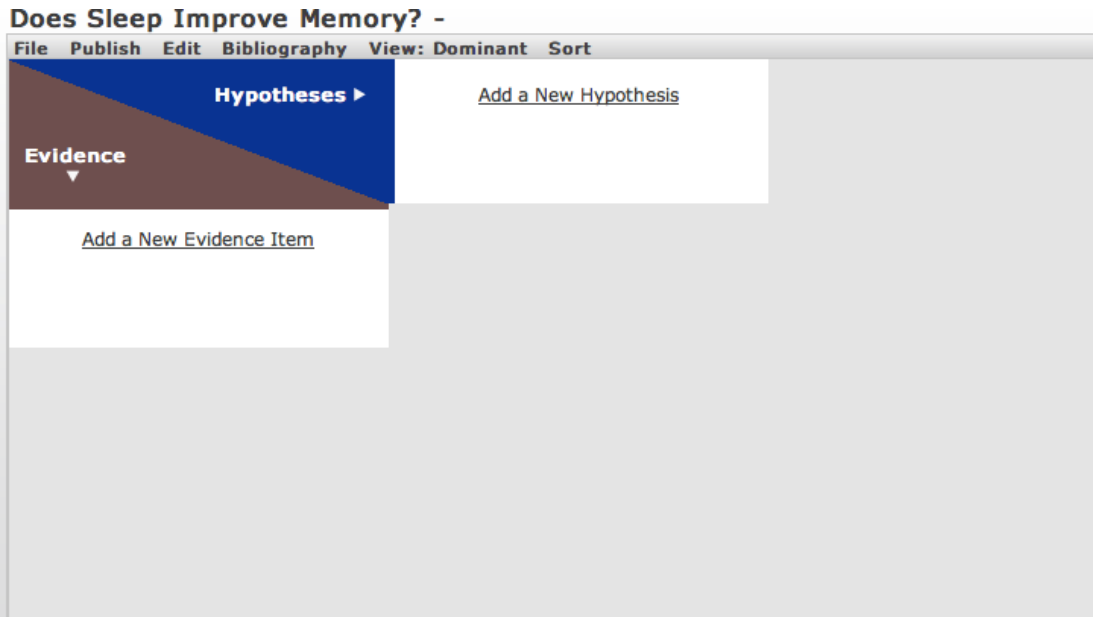 Does Sleep Improve Memory? -
File Publish Edit Bibliography View: Dominant Sort
Hypotheses ►
Add a New Hypothesis
Evidence
▼
Add a New Evidence Item